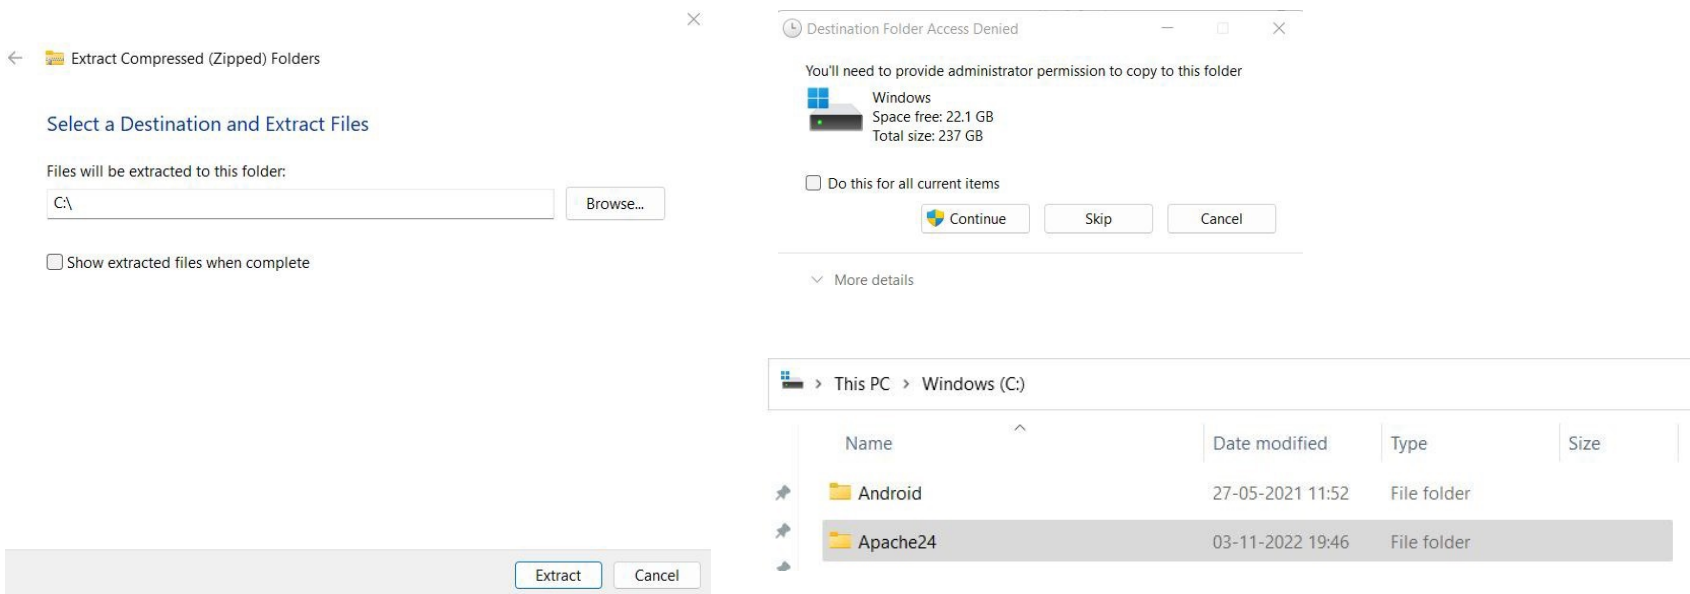 Extract Compressed (Zipped) Folders
Select a Destination and Extract Files
Files will be extracted to this folder:
C:\
Browse...
Show extracted files when complete
Extract
Cancel
Destination Folder Access Denied
You'll need to provide administrator permission to copy to this folder
Windows
Space free: 22.1 GB
Total size: 237 GB
Do this for all current items
Continue
Skip
Cancel
More details
This PC > Windows (C:)
Name
Date modified
Type
Size
Android
27-05-2021 11:52
File folder
Apache24
03-11-2022 19:46
File folder